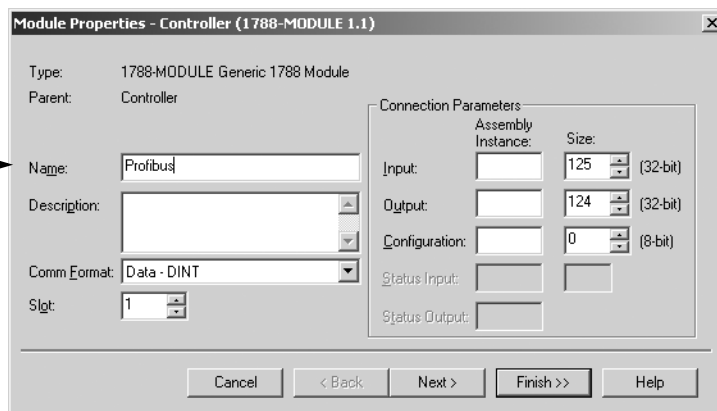 Module Properties - Controller (1788-MODULE 1.1)
Type: 1788-MODULE Generic 1788 Module
Parent: Controller
Name: Profibus
Description:
Comm Format: Data - DINT
Slot: 1
Connection Parameters
Assembly Instance: Size:
Input: 125 (32-bit)
Output: 124 (32-bit)
Configuration: 0 (8-bit)
Status Input:
Status Output:
Cancel < Back Next > Finish >> Help